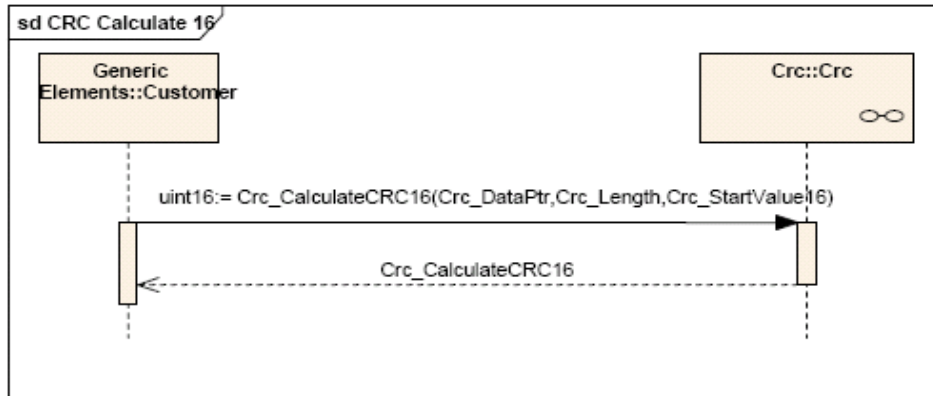 sd CRC Calculate 16
Generic
Elements::Customer
Crc::Crc
uint16:= Crc_CalculateCRC16(Crc_DataPtr,Crc_Length,Crc_StartValue16)
Crc_CalculateCRC16